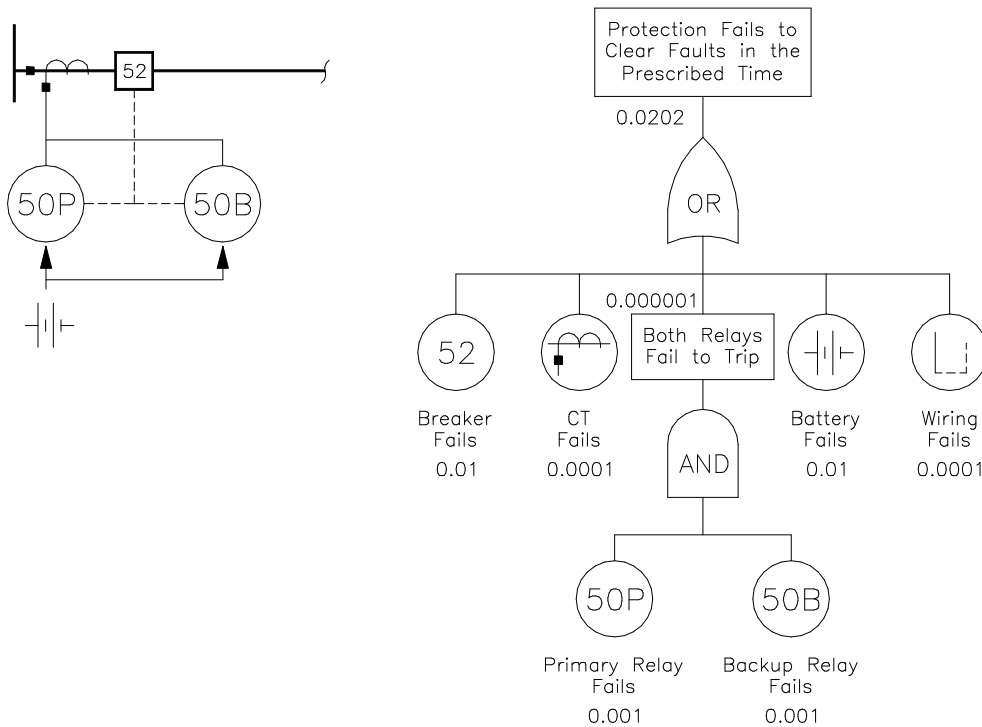 52
50P
50B
Protection Fails to
Clear Faults in the
Prescribed Time
0.0202
OR
0.000001
52
Both Relays
Fail to Trip
Breaker
Fails
0.01
CT
Fails
0.0001
Battery
Fails
0.01
Wiring
Fails
0.0001
AND
50P
50B
Primary Relay
Fails
0.001
Backup Relay
Fails
0.001